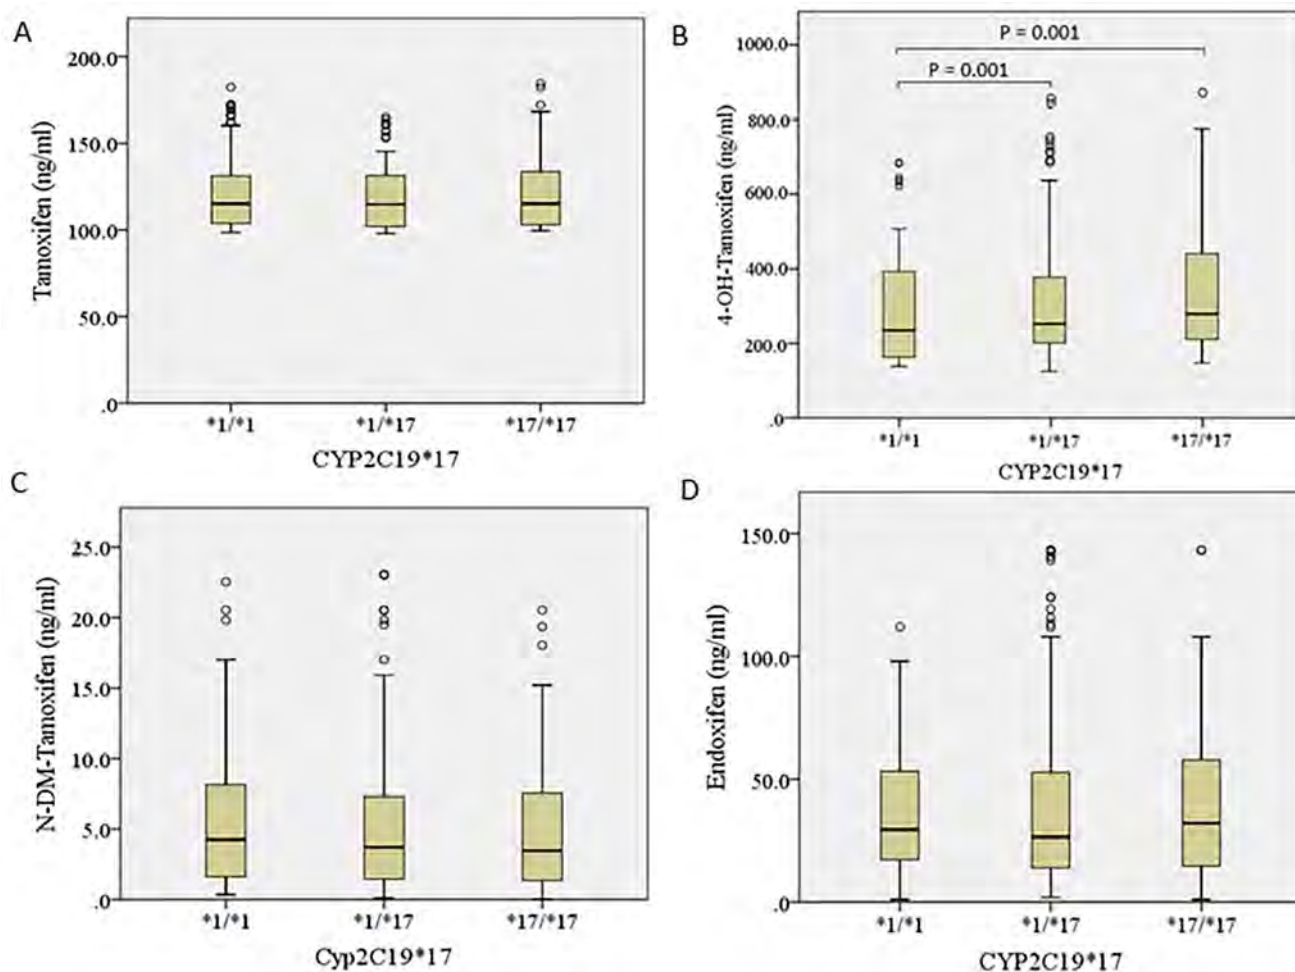 A
Tamoxifen (ng/ml)
200.0
150.0
100.0
50.0
.0
*1/*1 *1/*17 *17/*17
CYP2C19*17
B
4-OH-Tamoxifen (ng/ml)
1000.0
800.0
600.0
400.0
200.0
.0
P = 0.001
P = 0.001
*1/*1 *1/*17 *17/*17
CYP2C19*17
C
N-DM-Tamoxifen (ng/ml)
25.0
20.0
15.0
10.0
5.0
.0
*1/*1 *1/*17 *17/*17
Cyp2C19*17
D
Endoxifen (ng/ml)
150.0
100.0
50.0
.0
*1/*1 *1/*17 *17/*17
CYP2C19*17